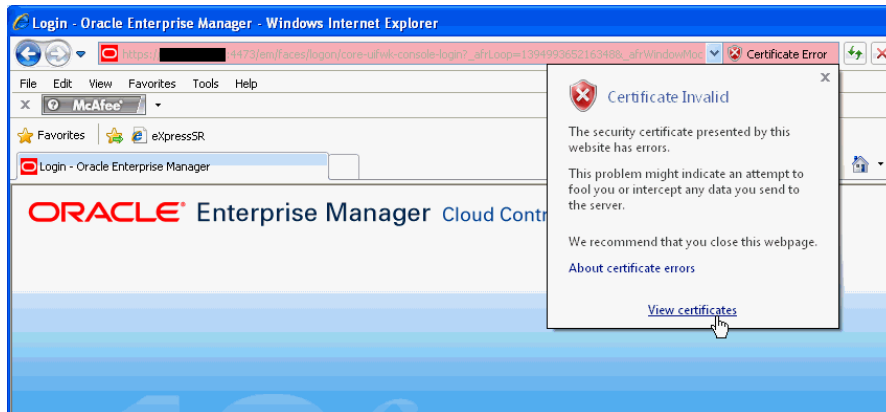 Login - Oracle Enterprise Manager - Windows Internet Explorer
https:// :4473/em/faces/logon/core-uifwk-console-login?_afrLoop=1394993652163488&_afrWindowMoc Certificate Error
File Edit View Favorites Tools Help
McAfee
Favorites eXpressSR
Login - Oracle Enterprise Manager
ORACLE Enterprise Manager Cloud Contr
Certificate Invalid
The security certificate presented by this
website has errors.
This problem might indicate an attempt to
fool you or intercept any data you send to
the server.
We recommend that you close this webpage.
About certificate errors
View certificates